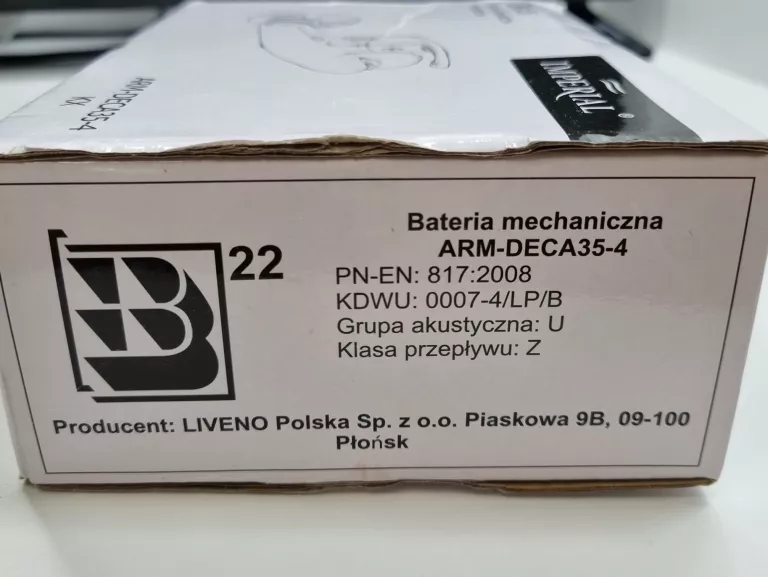 IMPERIAL ®
ARM-DECA35-4
KX
22
Bateria mechaniczna
ARM-DECA35-4
PN-EN: 817:2008
KDWU: 0007-4/LP/B
Grupa akustyczna: U
Klasa przepływu: Z
Producent: LIVENO Polska Sp. z o.o. Piaskowa 9B, 09-100
Płońsk